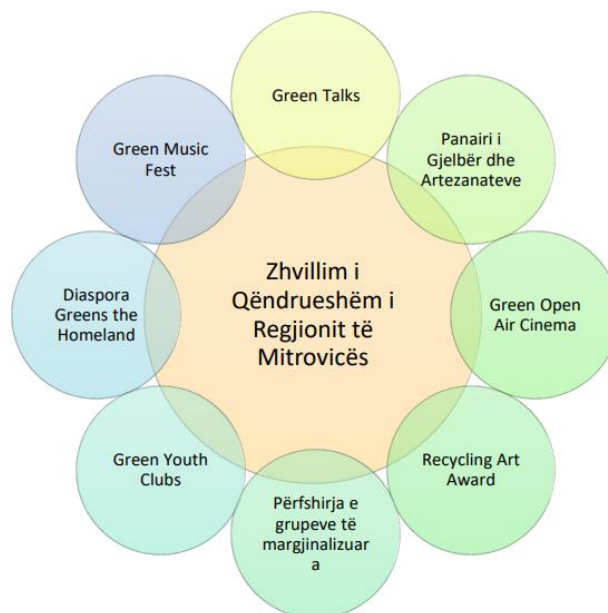 Green Talks
Panairi i
Gjelbër dhe
Artezanateve
Green Open
Air Cinema
Recycling Art
Award
Përfshirja e
grupeve të
margjinalizuar
a
Green Youth
Clubs
Diaspora
Greens the
Homeland
Green Music
Fest
Zhvillim i
Qëndrueshëm i
Regjionit të
Mitrovicës